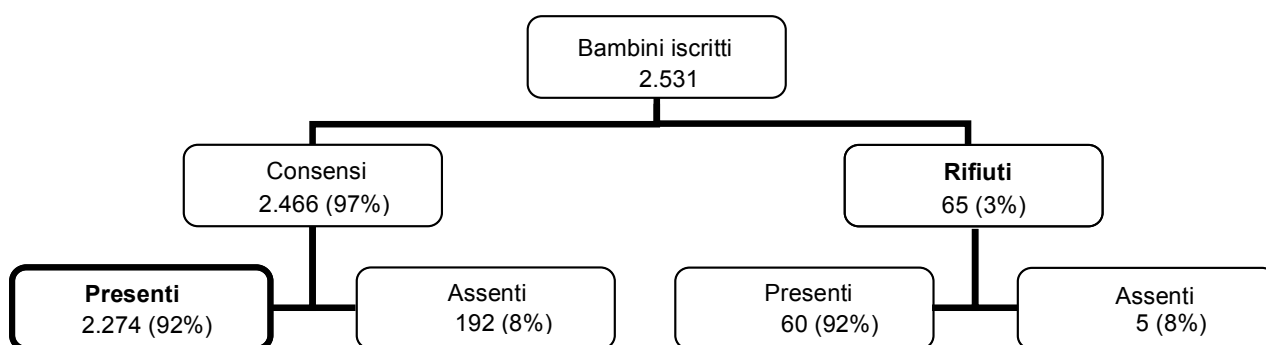 Bambini iscritti
2.531
Consensi
2.466 (97%)
Rifiuti
65 (3%)
Presenti
2.274 (92%)
Assenti
192 (8%)
Presenti
60 (92%)
Assenti
5 (8%)